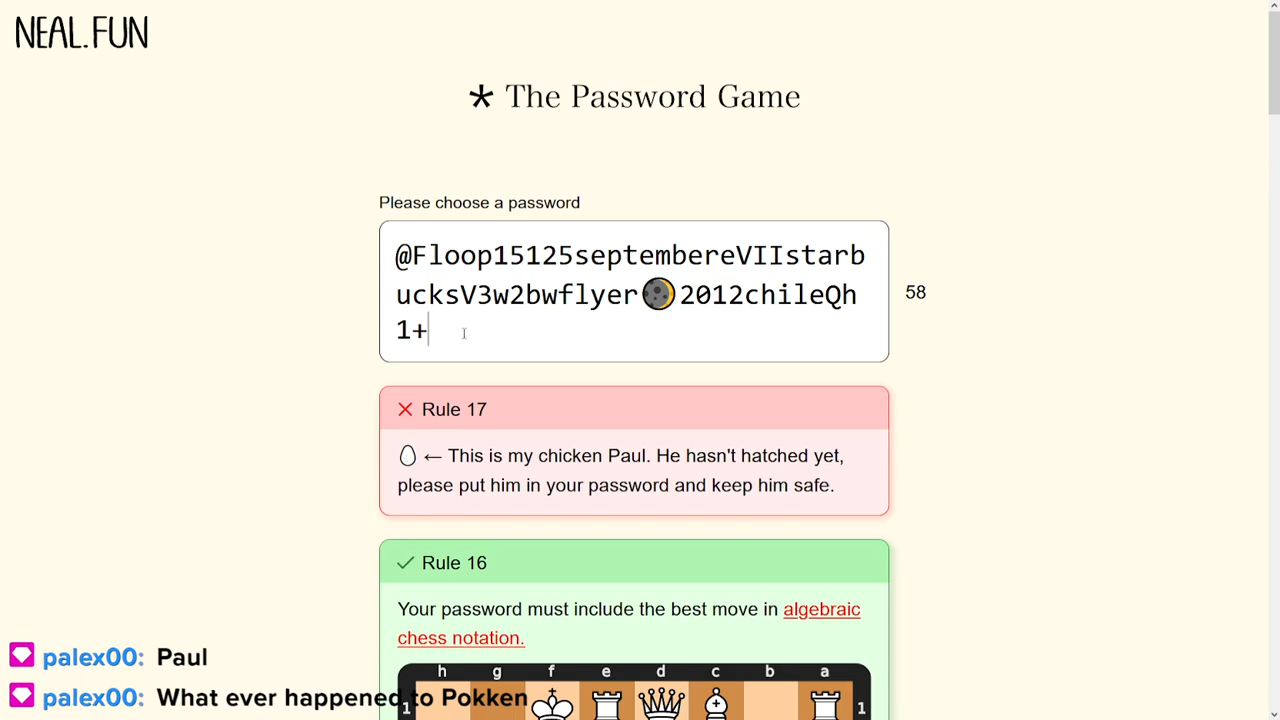 NEAL.FUN
* The Password Game
Please choose a password
@Floop15125septembereVIIstarb
ucksV3w2bwflyer🌒2012chileQh
1+
58
Rule 17
🥚 ← This is my chicken Paul. He hasn't hatched yet,
please put him in your password and keep him safe.
Rule 16
Your password must include the best move in algebraic
chess notation.
h g f e d c b a
1 1
palex00: Paul
palex00: What ever happened to Pokken